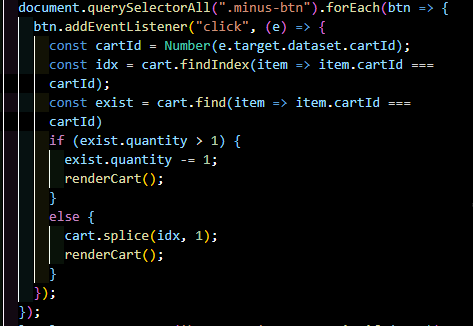 document.querySelectorAll(".minus-btn").forEach(btn => {
btn.addEventListener("click", (e) => {
const cartId = Number(e.target.dataset.cartId);
const idx = cart.findIndex(item => item.cartId ===
cartId);
const exist = cart.find(item => item.cartId ===
cartId)
if (exist.quantity > 1) {
exist.quantity -= 1;
renderCart();
}
else {
cart.splice(idx, 1);
renderCart();
}
});
});